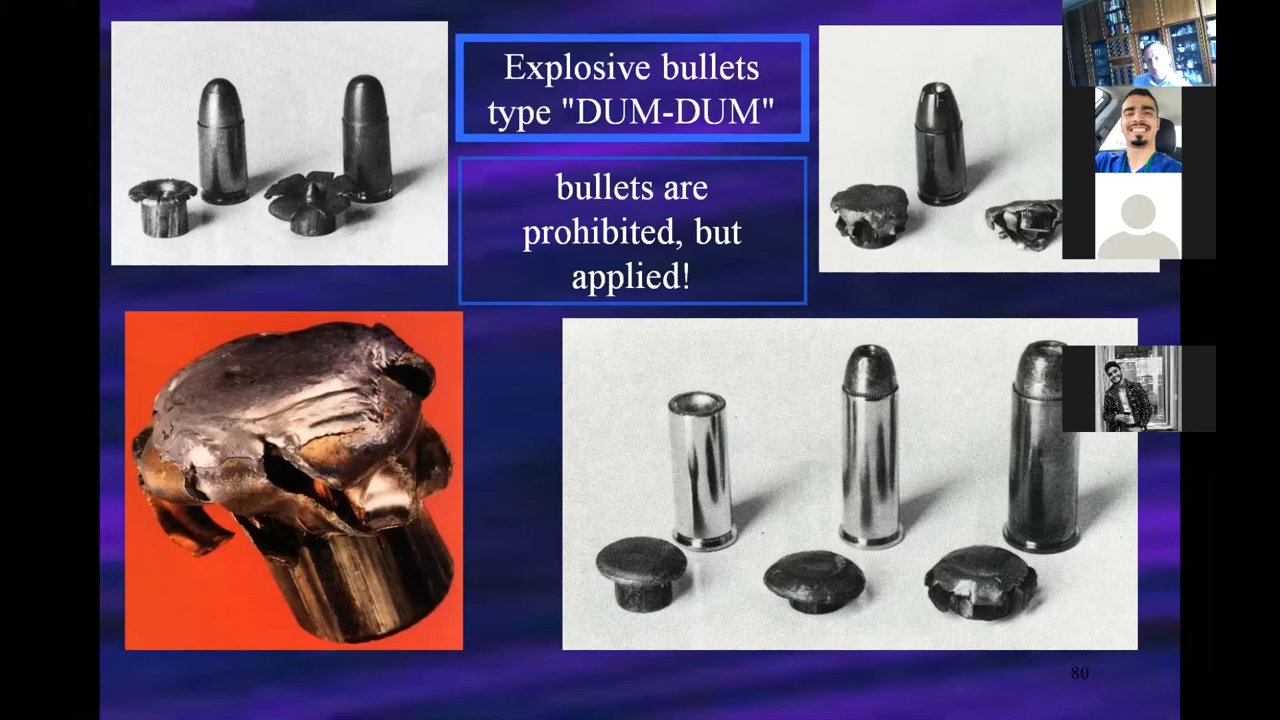 Explosive bullets
type "DUM-DUM"
bullets are
prohibited, but
applied!
80